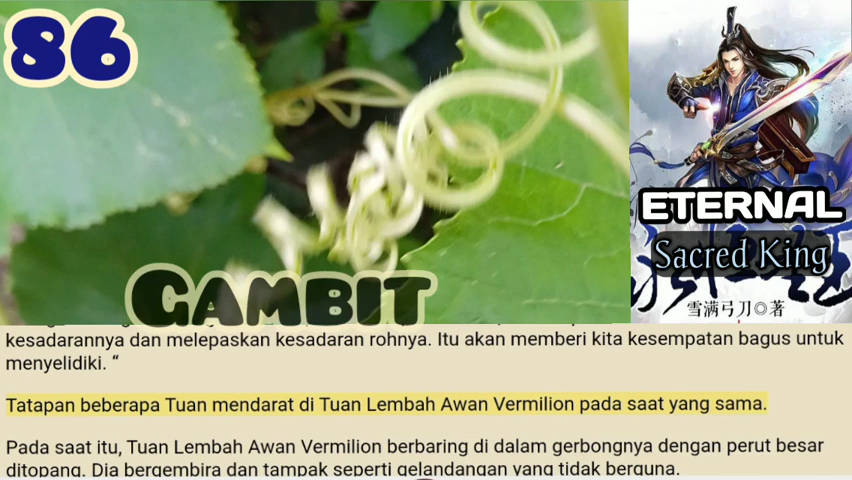 86
GAMBIT
ETERNAL
Sacred King
雪满弓刀◎著
kesadarannya dan melepaskan kesadaran rohnya. Itu akan memberi kita kesempatan bagus untuk
menyelidiki. “
Tatapan beberapa Tuan mendarat di Tuan Lembah Awan Vermilion pada saat yang sama.
Pada saat itu, Tuan Lembah Awan Vermilion berbaring di dalam gerbongnya dengan perut besar
ditopang. Dia bergembira dan tampak seperti gelandangan yang tidak berguna.